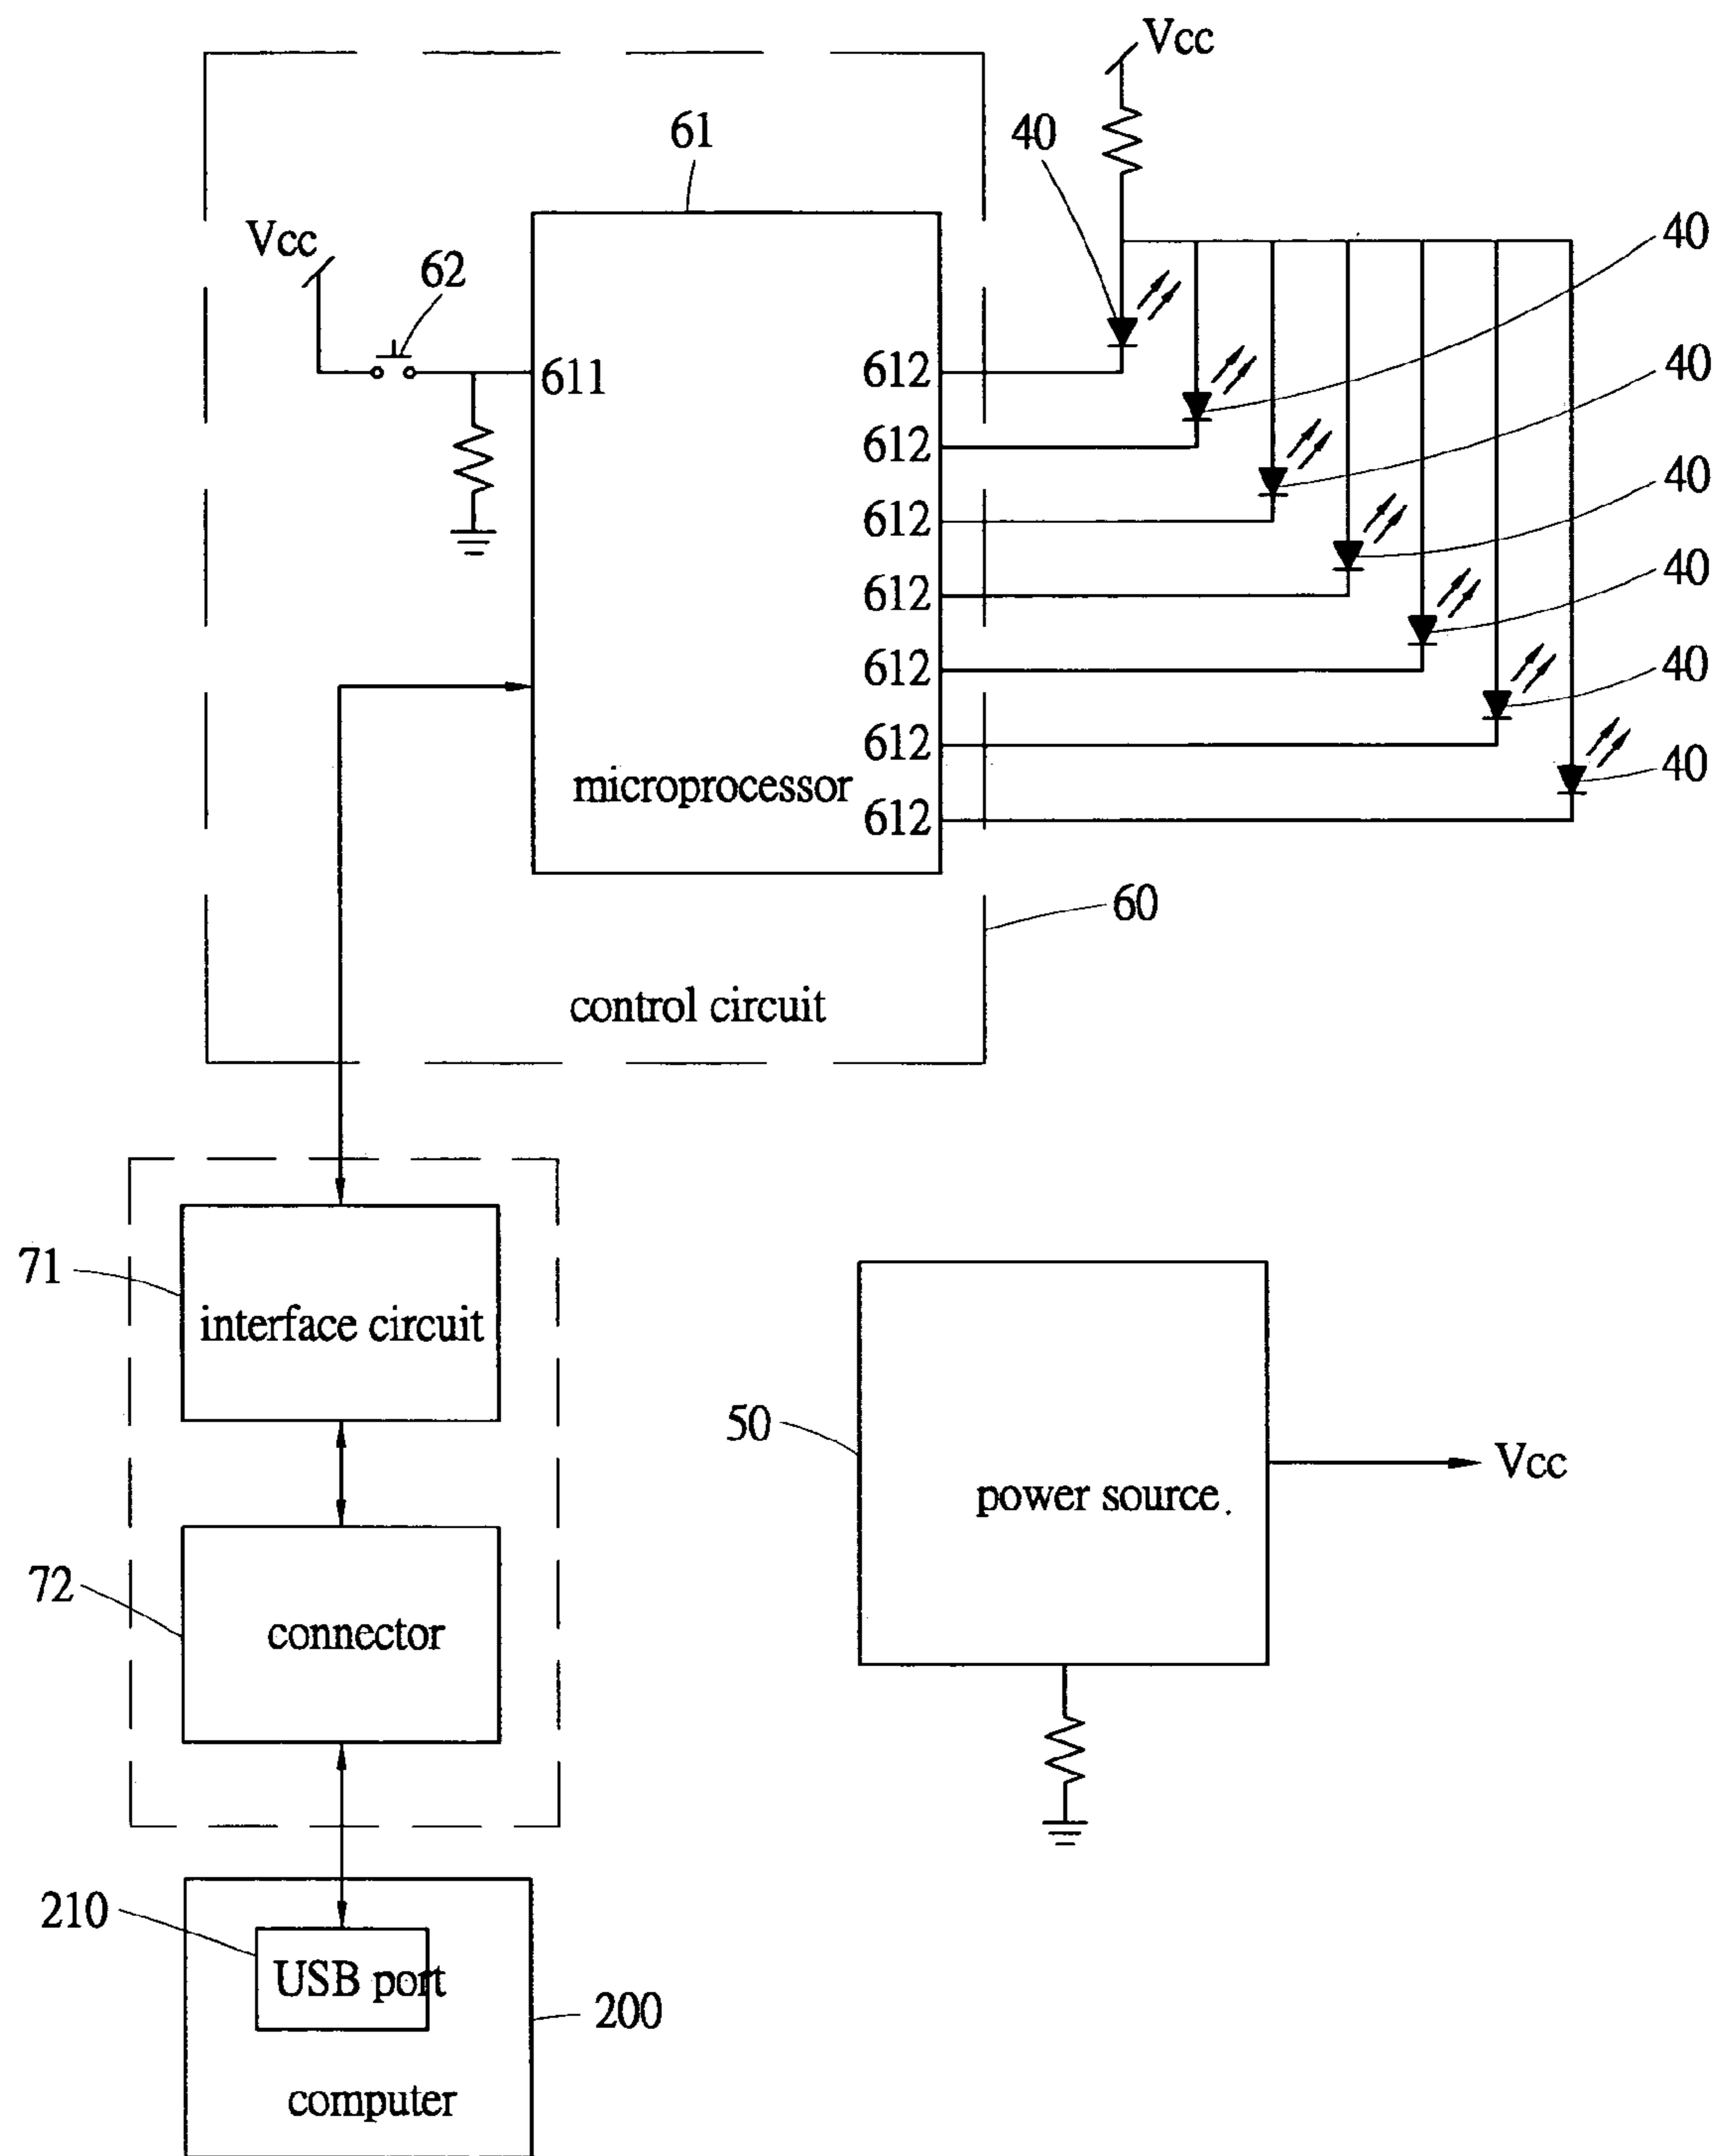 Vcc
61
40
40
Vcc
62
40
611
612
612
40
612
40
612
40
612
612
40
microprocessor
612
60
control circuit
71
interface circuit
50
Vcc
power source.
72
connector
210
USB port
200
computer